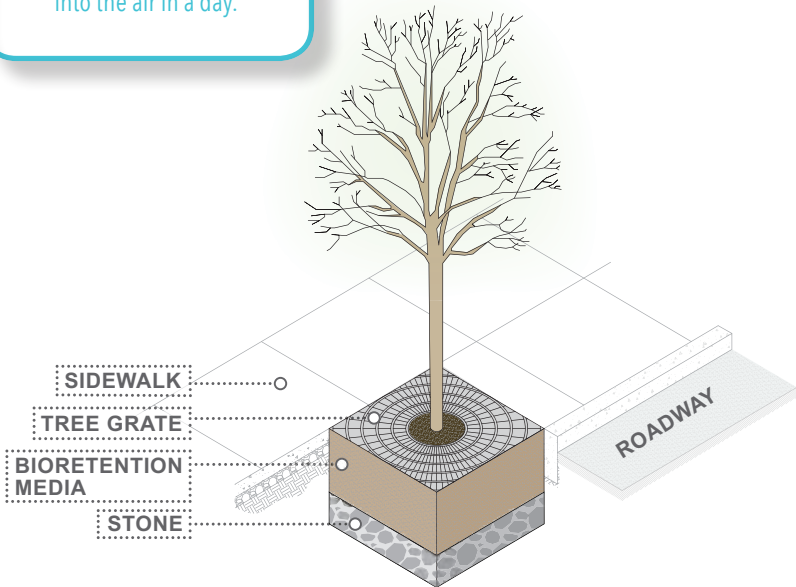 into the air in a day.
SIDEWALK
TREE GRATE
BIORETENTION
MEDIA
STONE
ROADWAY